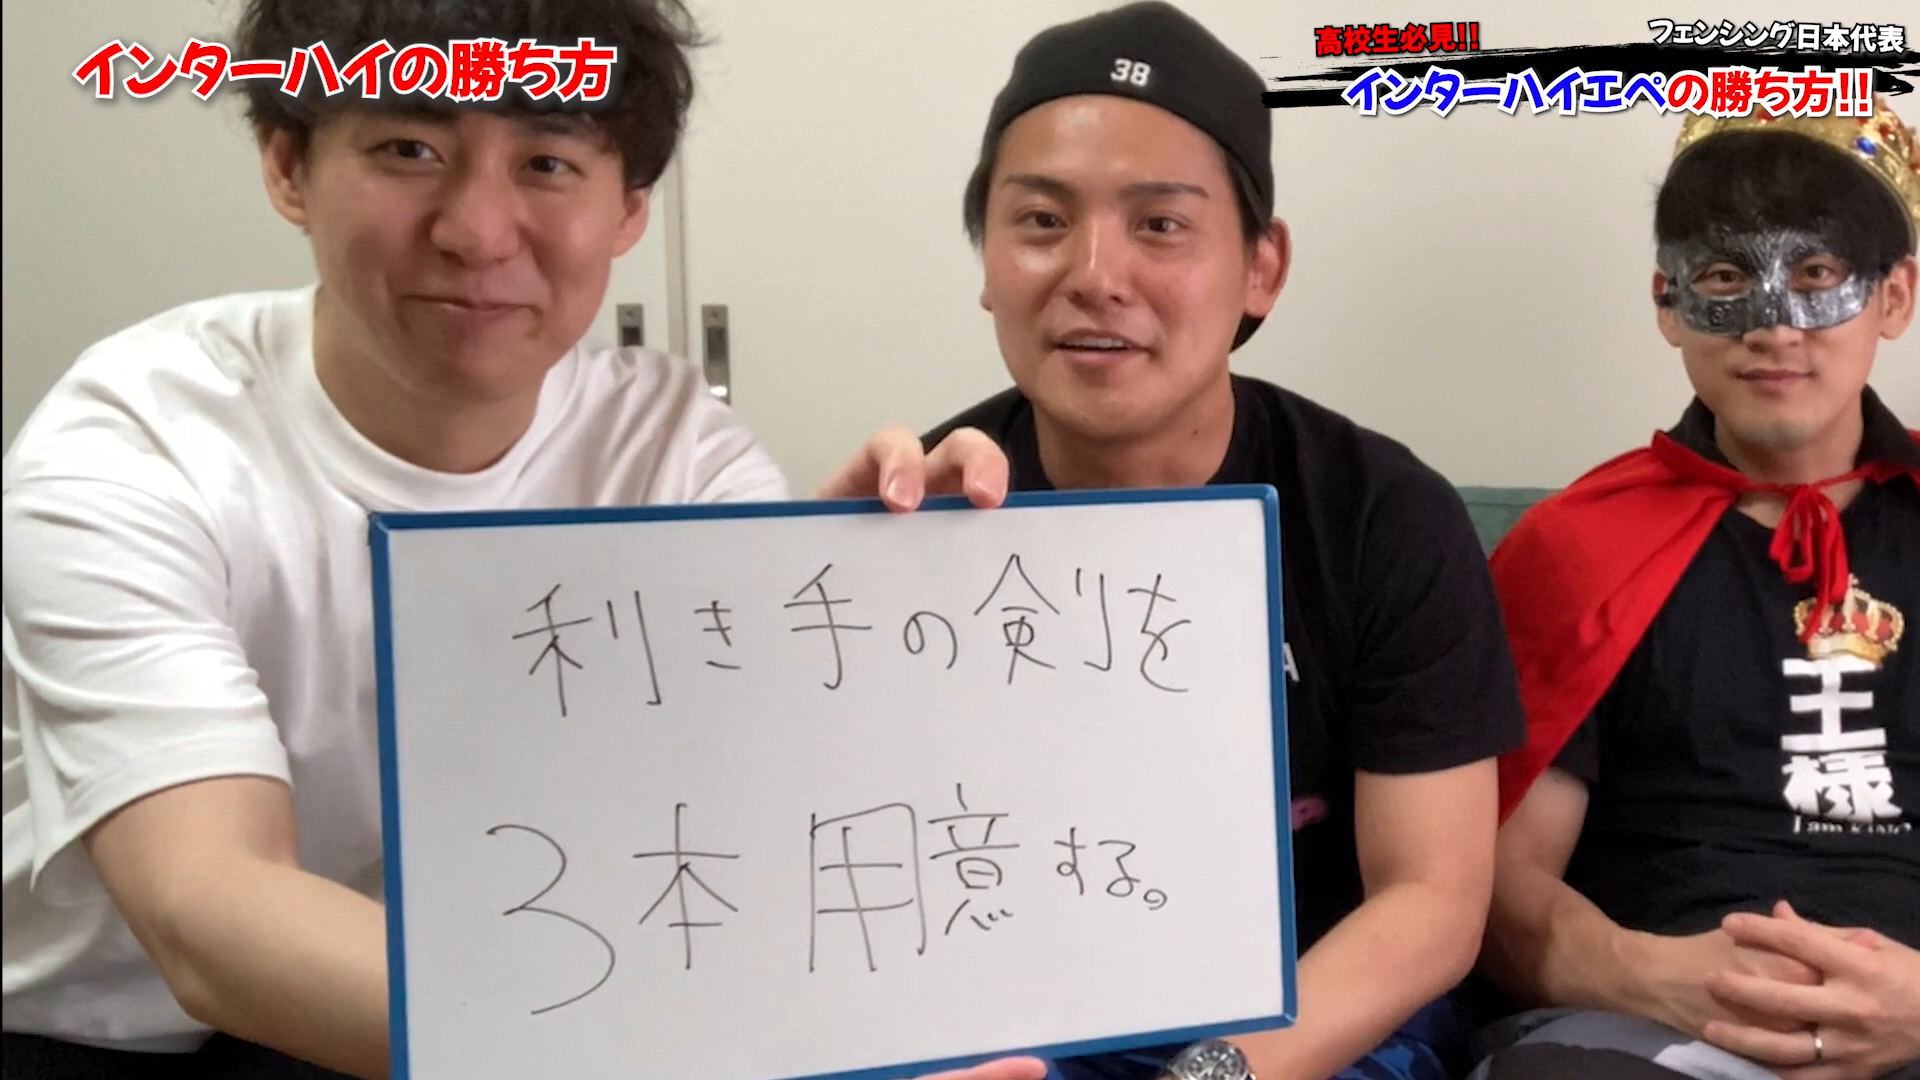 インターハイの勝ち方
高校生必見!!
フェンシング日本代表
インターハイエペの勝ち方!!
38
利き手の剣を
3本用意する。
A
王様
I am KING